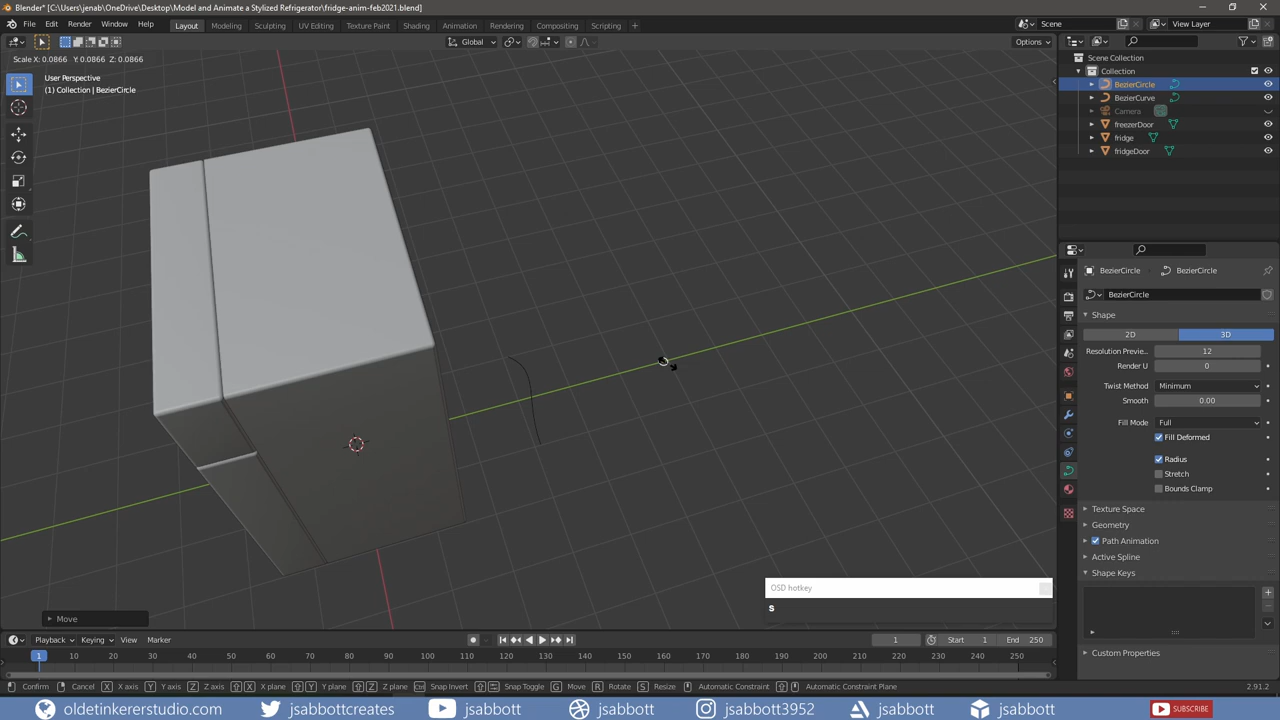 Blender* [C:\Users\jenab\OneDrive\Desktop\Model and Animate a Stylized Refrigerator/fridge-anim-feb2021.blend]
File Edit Render Window Help Layout Modeling Sculpting UV Editing Texture Paint Shading Animation Rendering Compositing Scripting + Scene View Layer
Global Options
Scale X: 0.0866 Y: 0.0866 Z: 0.0866
User Perspective
(1) Collection | BezierCircle
Scene Collection
Collection
BezierCircle
BezierCurve
Camera
freezerDoor
fridge
fridgeDoor
BezierCircle BezierCircle
BezierCircle
Shape
2D 3D
Resolution Previe.. 12
Render U 0
Twist Method Minimum
Smooth 0.00
Fill Mode Full
Fill Deformed
Radius
Stretch
Bounds Clamp
Texture Space
Geometry
Path Animation
Active Spline
Shape Keys
Custom Properties
OSD hotkey
S
Move
Playback Keying View Marker 1 Start 1 End 250
1 10 20 30 40 50 60 70 80 90 100 110 120 130 140 150 160 170 180 190 200 210 220 230 240 250
Confirm Cancel X X axis Y Y axis Z Z axis X X plane Y Y plane Z Z plane Ctrl Snap Invert Snap Toggle G Move R Rotate S Resize Automatic Constraint Automatic Constraint Plane 2.91.2
oldetinkererstudio.com jsabbottcreates jsabbott jsabbott jsabbott3952 jsabbott jsabbott SUBSCRIBE